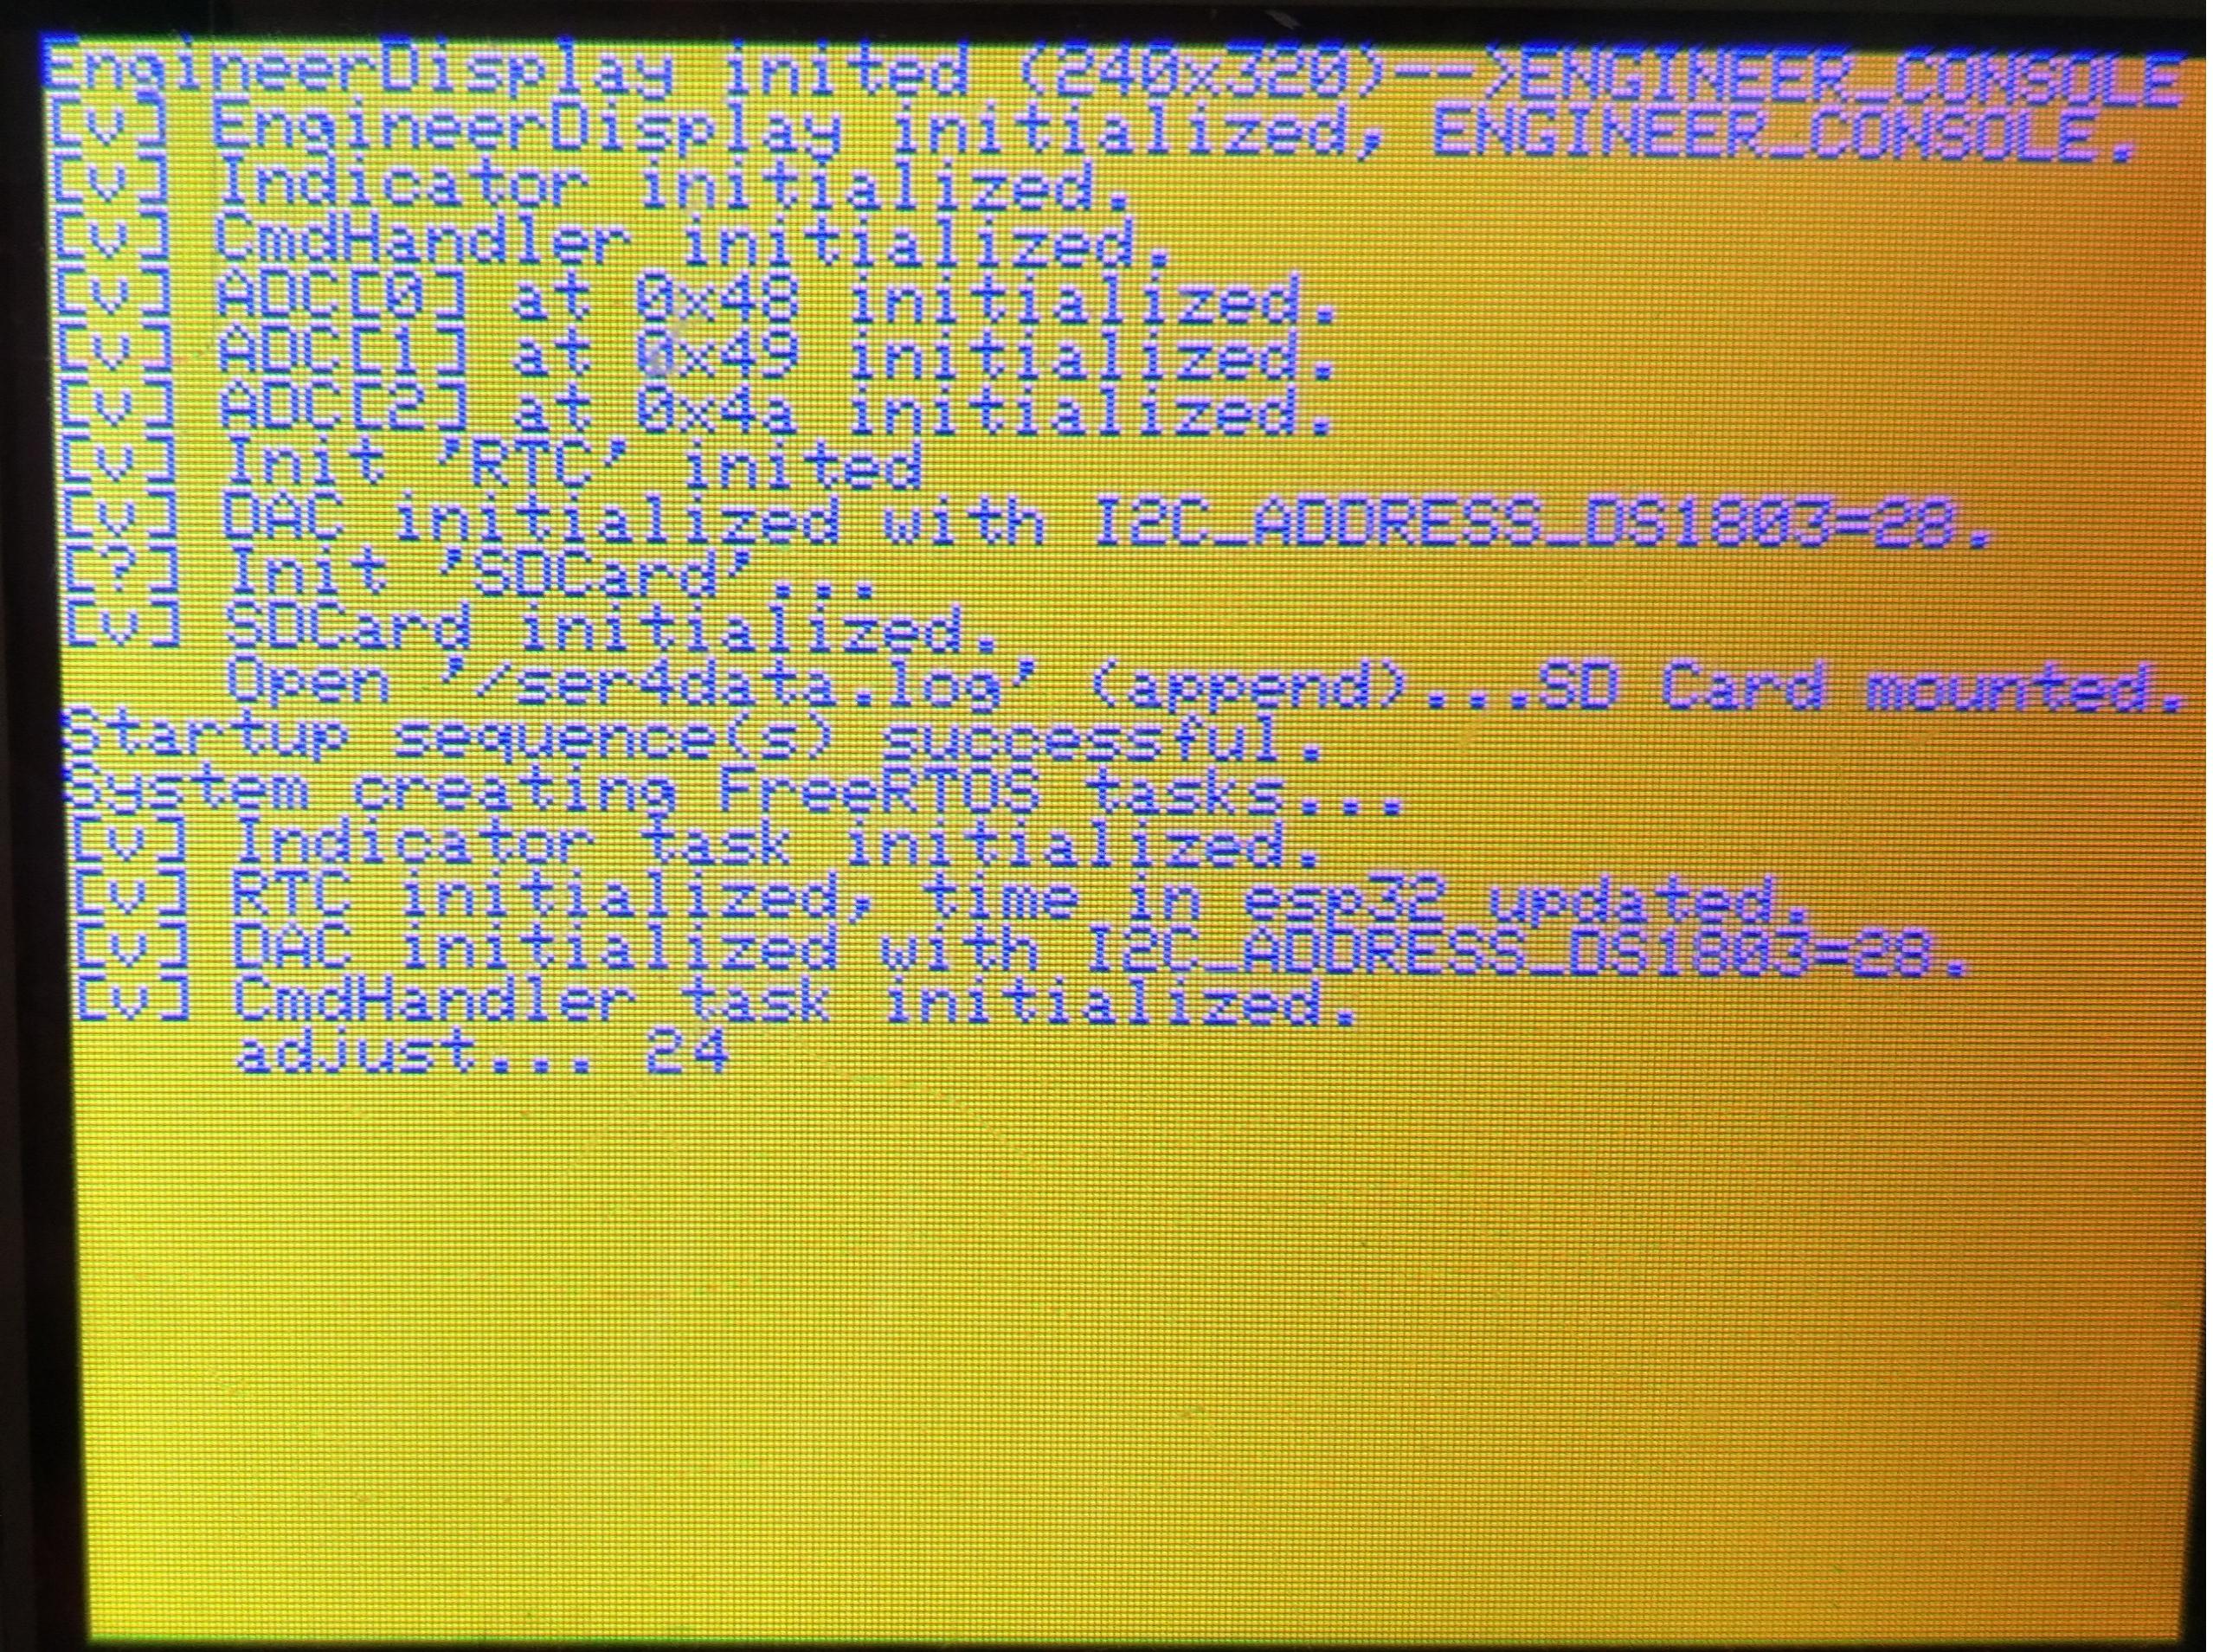 EngineerDisplay inited (240x320)-->ENGINEER_CONSOLE
[v] EngineerDisplay initialized, ENGINEER_CONSOLE.
[v] Indicator initialized.
[v] CmdHandler initialized.
[v] ADC[0] at 0x48 initialized.
[v] ADC[1] at 0x49 initialized.
[v] ADC[2] at 0x4a initialized.
[v] Init 'RTC' inited
[v] DAC initialized with I2C_ADDRESS_DS1803=28.
[?] Init 'SDCard'...
[v] SDCard initialized.
Open '/ser4data.log' (append)...SD Card mounted.
Startup sequence(s) successful.
System creating FreeRTOS tasks...
[v] Indicator task initialized.
[v] RTC initialized, time in esp32 updated.
[v] DAC initialized with I2C_ADDRESS_DS1803=28.
[v] CmdHandler task initialized.
adjust... 24